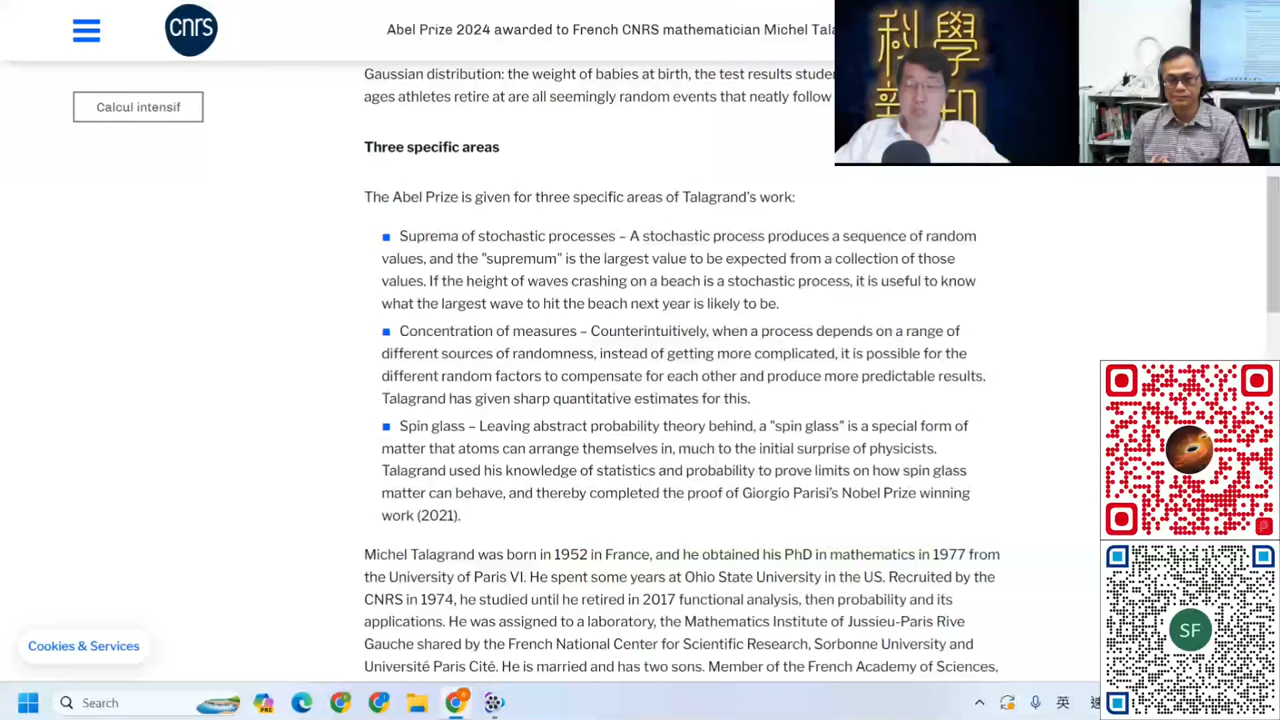 cnrs
Abel Prize 2024 awarded to French CNRS mathematician Michel Tala
科學
新知
Gaussian distribution: the weight of babies at birth, the test results stude
ages athletes retire at are all seemingly random events that neatly follow
Calcul intensif
Three specific areas
The Abel Prize is given for three specific areas of Talagrand's work:
Suprema of stochastic processes – A stochastic process produces a sequence of random
values, and the "supremum" is the largest value to be expected from a collection of those
values. If the height of waves crashing on a beach is a stochastic process, it is useful to know
what the largest wave to hit the beach next year is likely to be.
Concentration of measures – Counterintuitively, when a process depends on a range of
different sources of randomness, instead of getting more complicated, it is possible for the
different random factors to compensate for each other and produce more predictable results.
Talagrand has given sharp quantitative estimates for this.
Spin glass – Leaving abstract probability theory behind, a "spin glass" is a special form of
matter that atoms can arrange themselves in, much to the initial surprise of physicists.
Talagrand used his knowledge of statistics and probability to prove limits on how spin glass
matter can behave, and thereby completed the proof of Giorgio Parisi's Nobel Prize winning
work (2021).
Michel Talagrand was born in 1952 in France, and he obtained his PhD in mathematics in 1977 from
the University of Paris VI. He spent some years at Ohio State University in the US. Recruited by the
CNRS in 1974, he studied until he retired in 2017 functional analysis, then probability and its
applications. He was assigned to a laboratory, the Mathematics Institute of Jussieu-Paris Rive
Gauche shared by the French National Center for Scientific Research, Sorbonne University and
Université Paris Cité. He is married and has two sons. Member of the French Academy of Sciences,
SF
Cookies & Services
Search
英